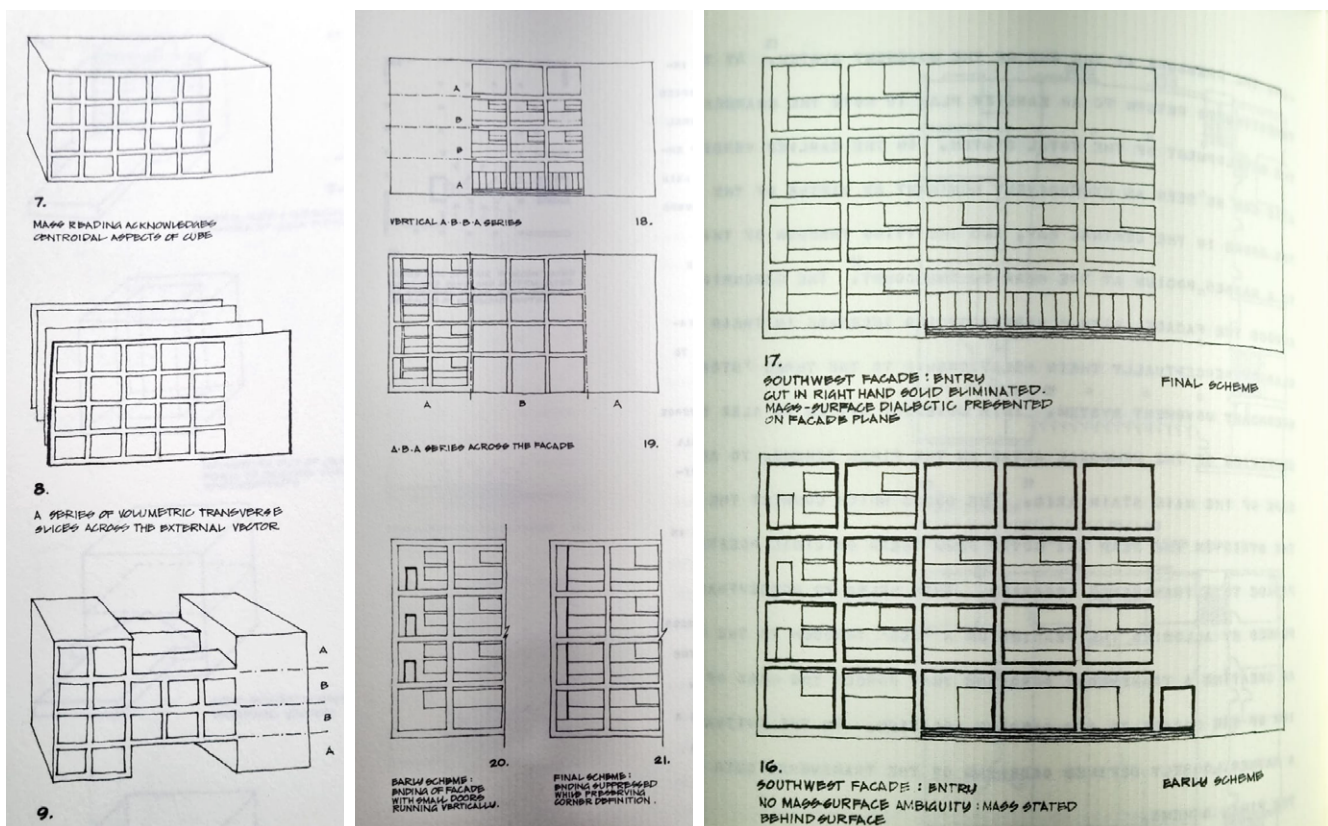 7.
MASS READING ACKNOWLEDGES
CENTROIDAL ASPECTS OF CUBE
8.
A SERIES OF VOLUMETRIC TRANSVERSE
SLICES ACROSS THE EXTERNAL VECTOR
A
B
B
A
9.
A
B
B
A
VERTICAL A·B·B·A SERIES
18.
A
B
A
A·B·A SERIES ACROSS THE FACADE
19.
20.
EARLY SCHEME:
ENDING OF FACADE
WITH SMALL DOORS
RUNNING VERTICALLY.
21.
FINAL SCHEME:
ENDING SUPPRESSED
WHILE PRESERVING
CORNER DEFINITION.
17.
SOUTHWEST FACADE: ENTRY
CUT IN RIGHT HAND SOLID ELIMINATED.
MASS-SURFACE DIALECTIC PRESENTED
ON FACADE PLANE
FINAL SCHEME
16.
SOUTHWEST FACADE: ENTRY
NO MASS-SURFACE AMBIGUITY: MASS STATED
BEHIND SURFACE
EARLY SCHEME